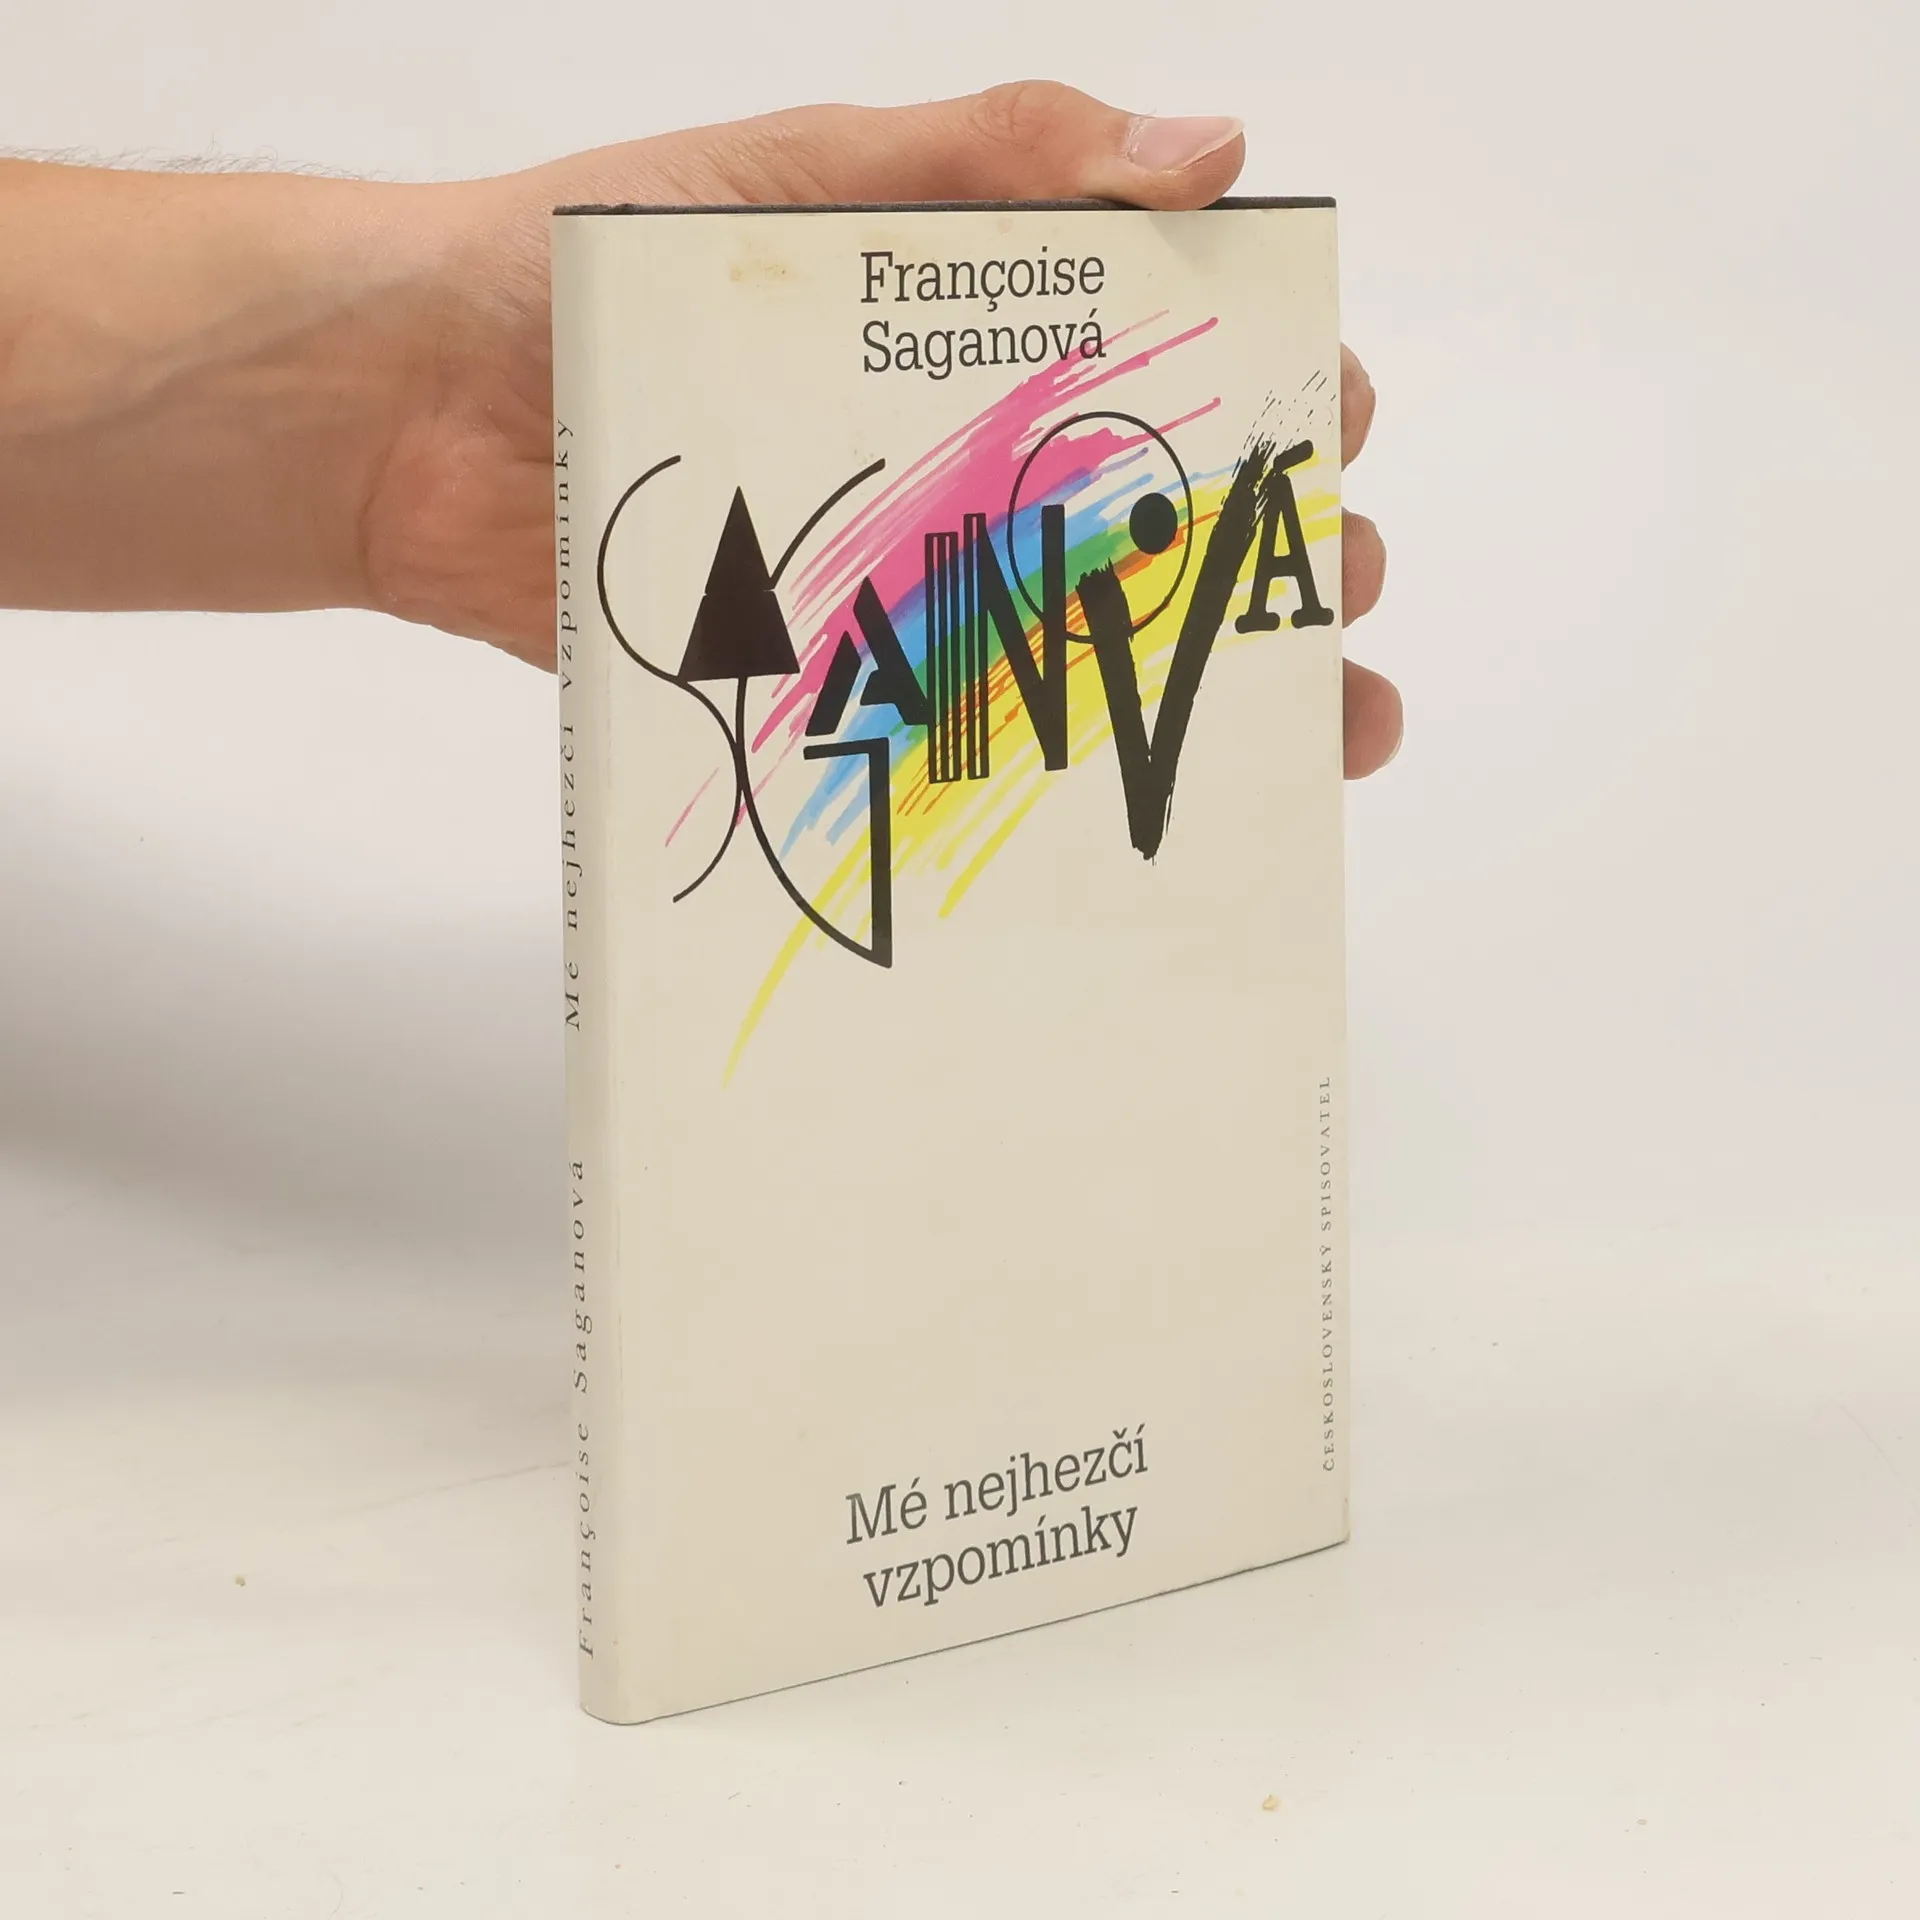 Françoise
Saganová
SAGANOVÁ
Mé nejhezčí
vzpomínky
ČESKOSLOVENSKÝ SPISOVATEL
Françoise Saganová Mé nejhezčí vzpomínky